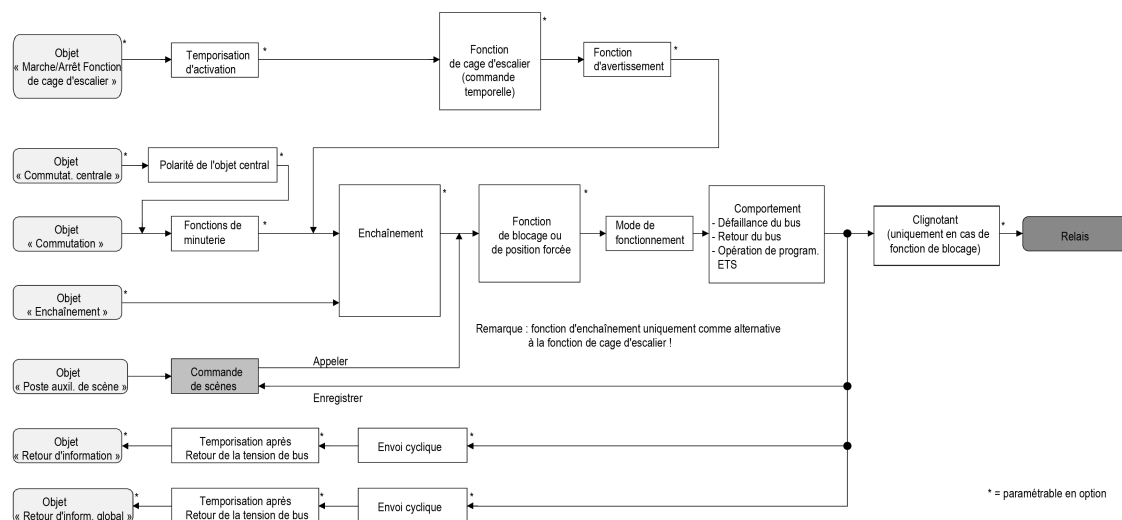 *
Objet
« Marche/Arrêt Fonction
de cage d'escalier »
*
Temporisation
d'activation
*
Fonction
de cage d'escalier
(commande
temporelle)
*
Fonction
d'avertissement
*
Objet
« Commutat. centrale »
*
Polarité de l'objet central
*
Objet
« Commutation »
Fonctions de
minuterie
*
Enchaînement
*
Fonction
de blocage ou
de position forcée
*
Mode de
fonctionnement
Comportement
- Défaillance du bus
- Retour du bus
- Opération de program.
ETS
Clignotant
(uniquement en cas de
fonction de blocage)
*
Relais
Objet
« Enchaînement »
*
Remarque : fonction d'enchaînement uniquement comme alternative
à la fonction de cage d'escalier !
Objet
« Poste auxil. de scène »
Commande
de scènes
Appeler
Enregistrer
Objet
« Retour d'information »
*
Temporisation après
Retour de la tension de bus
*
Envoi cyclique
*
Objet
« Retour d'inform. global »
*
Temporisation après
Retour de la tension de bus
*
Envoi cyclique
*
* = paramétrable en option